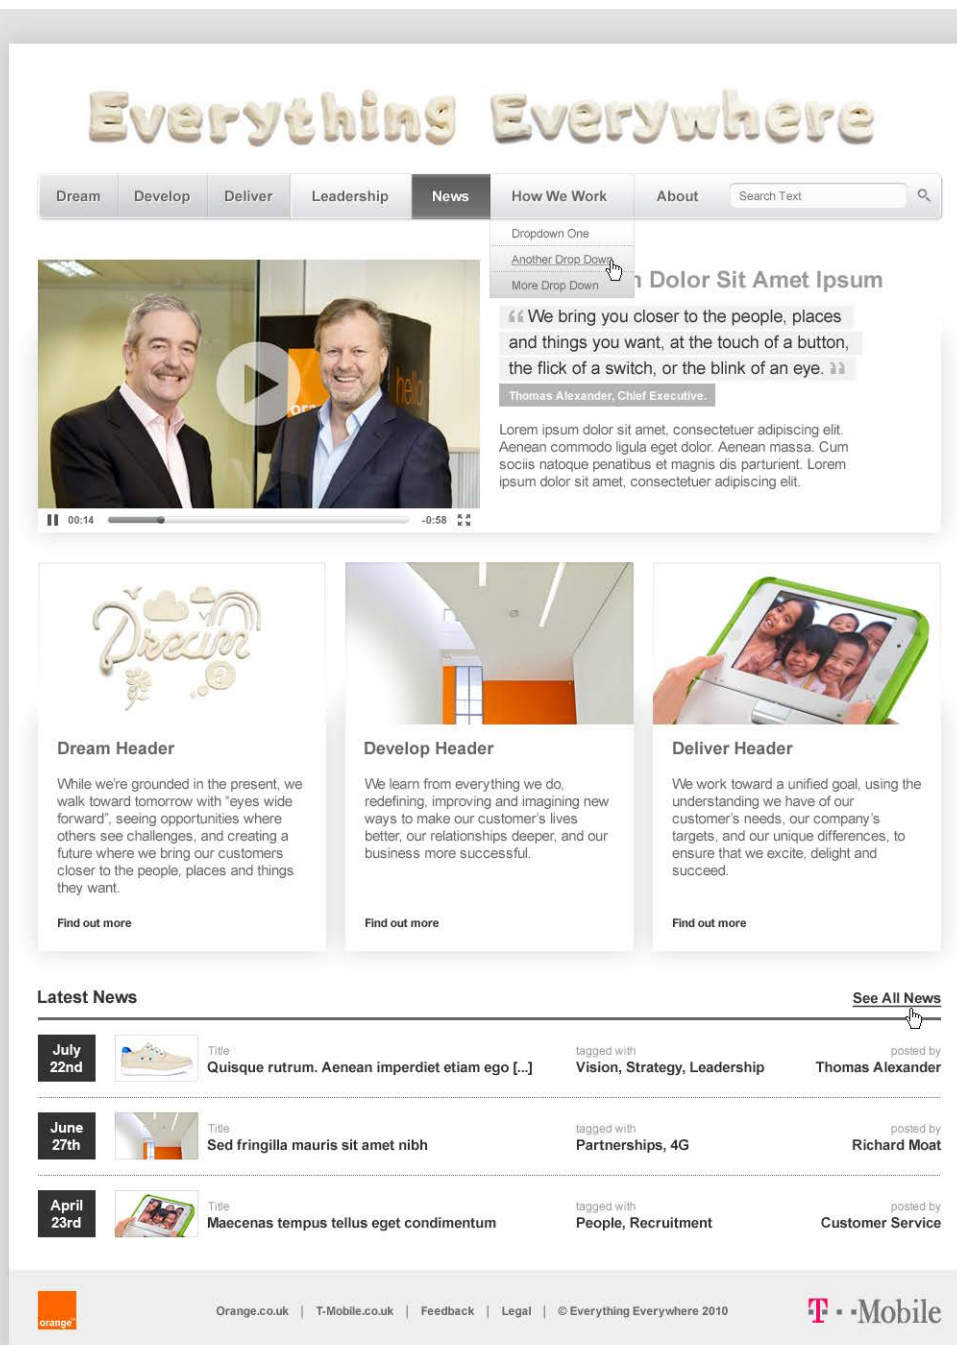 Everything Everywhere
Dream
Develop
Deliver
Leadership
News
How We Work
About
Search Text
Dropdown One
Another Drop Down
More Drop Down
Dolor Sit Amet Ipsum
“ We bring you closer to the people, places
and things you want, at the touch of a button,
the flick of a switch, or the blink of an eye. ”
Thomas Alexander, Chief Executive.
Lorem ipsum dolor sit amet, consectetuer adipiscing elit.
Aenean commodo ligula eget dolor. Aenean massa. Cum
sociis natoque penatibus et magnis dis parturient. Lorem
ipsum dolor sit amet, consectetuer adipiscing elit.
hello
00:14
-0:58
Dream
Dream Header
While we're grounded in the present, we
walk toward tomorrow with “eyes wide
forward”, seeing opportunities where
others see challenges, and creating a
future where we bring our customers
closer to the people, places and things
they want.
Find out more
Develop Header
We learn from everything we do,
redefining, improving and imagining new
ways to make our customer's lives
better, our relationships deeper, and our
business more successful.
Find out more
Deliver Header
We work toward a unified goal, using the
understanding we have of our
customer's needs, our company's
targets, and our unique differences, to
ensure that we excite, delight and
succeed.
Find out more
Latest News
See All News
July
22nd
Title
Quisque rutrum. Aenean imperdiet etiam ego [...]
tagged with
Vision, Strategy, Leadership
posted by
Thomas Alexander
June
27th
Title
Sed fringilla mauris sit amet nibh
tagged with
Partnerships, 4G
posted by
Richard Moat
April
23rd
Title
Maecenas tempus tellus eget condimentum
tagged with
People, Recruitment
posted by
Customer Service
orange™
Orange.co.uk | T-Mobile.co.uk | Feedback | Legal | © Everything Everywhere 2010
T - -Mobile